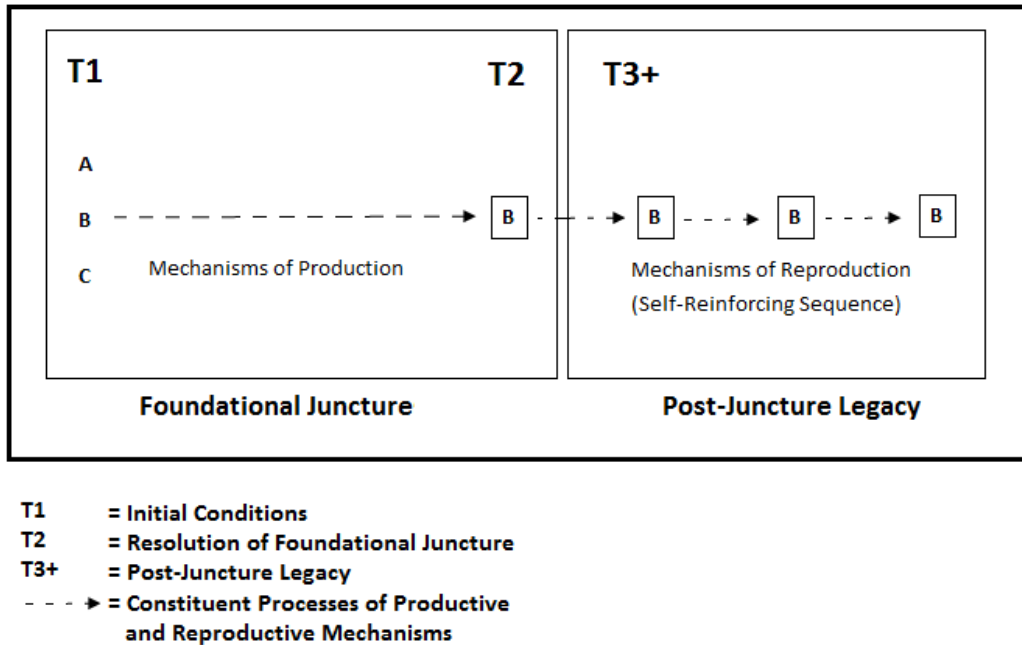 T1 T2 T3+
A
B B B B B
C
Mechanisms of Production
Mechanisms of Reproduction
(Self-Reinforcing Sequence)
Foundational Juncture
Post-Juncture Legacy
T1 = Initial Conditions
T2 = Resolution of Foundational Juncture
T3+ = Post-Juncture Legacy
= Constituent Processes of Productive
and Reproductive Mechanisms